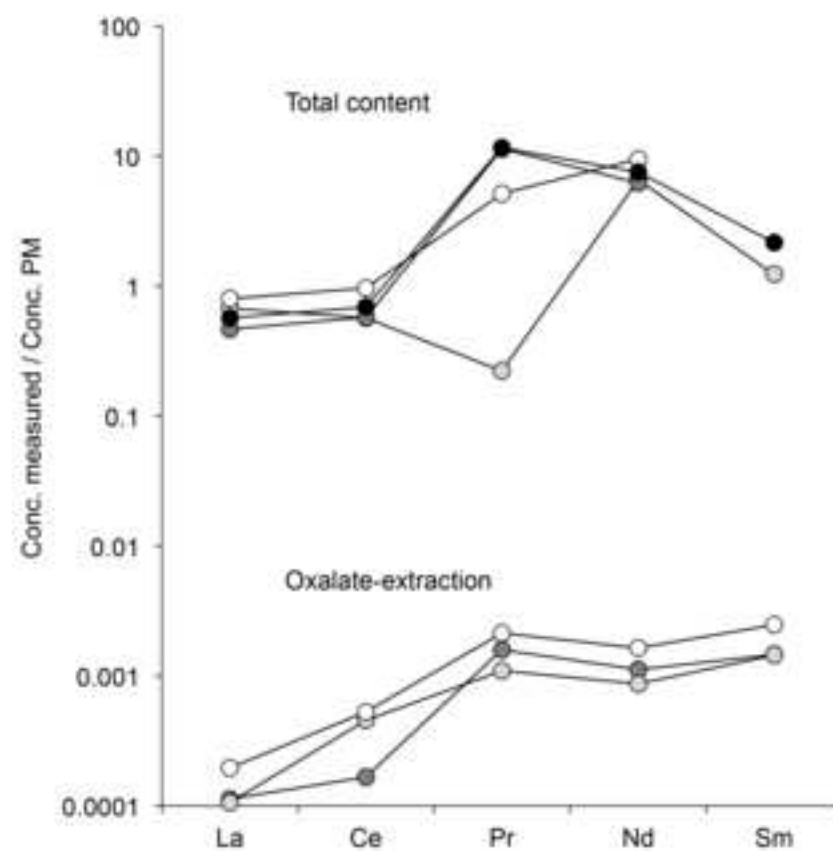 100
Total content
10
1
0.1
0.01
Oxalate-extraction
0.001
0.0001
Conc. measured / Conc. PM
La Ce Pr Nd Sm